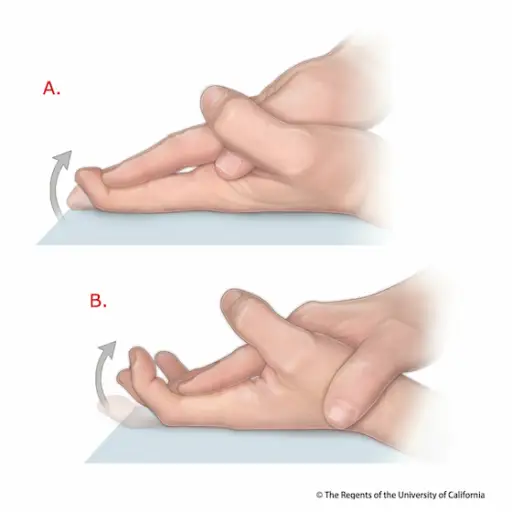 A.
B.
© The Regents of the University of California